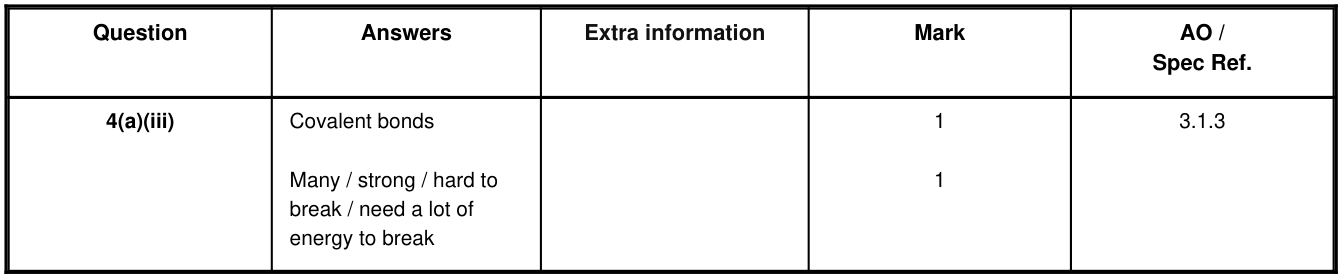 Question Answers Extra information Mark AO /
Spec Ref.
4(a)(iii) Covalent bonds 1 3.1.3
Many / strong / hard to 1
break / need a lot of
energy to break